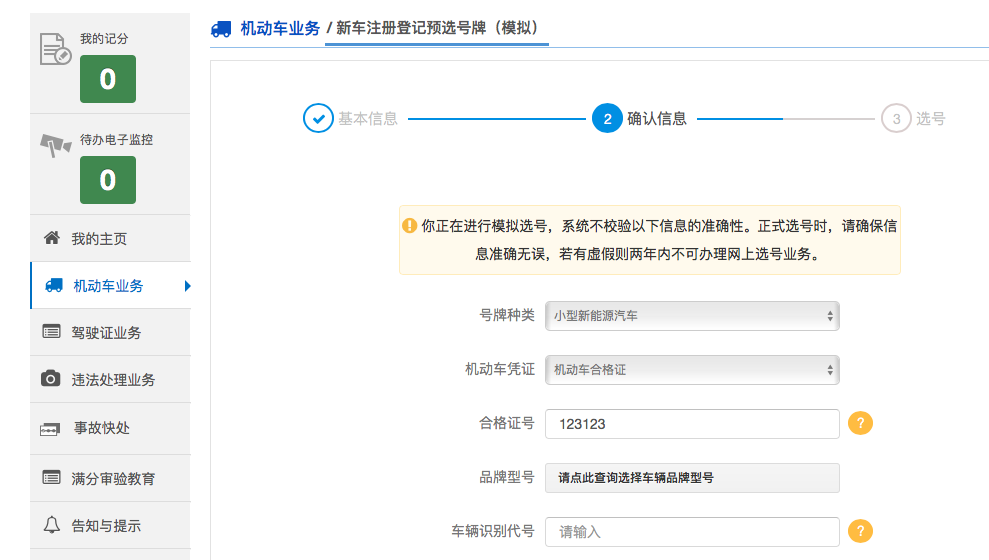 我的记分
0
待办电子监控
0
我的主页
机动车业务
驾驶证业务
违法处理业务
事故快处
满分审验教育
告知与提示
机动车业务 / 新车注册登记预选号牌（模拟）
基本信息
2 确认信息
3 选号
你正在进行模拟选号，系统不校验以下信息的准确性。正式选号时，请确保信
息准确无误，若有虚假则两年内不可办理网上选号业务。
号牌种类 小型新能源汽车
机动车凭证 机动车合格证
合格证号 123123 ?
品牌型号 请点此查询选择车辆品牌型号
车辆识别代号 请输入 ?